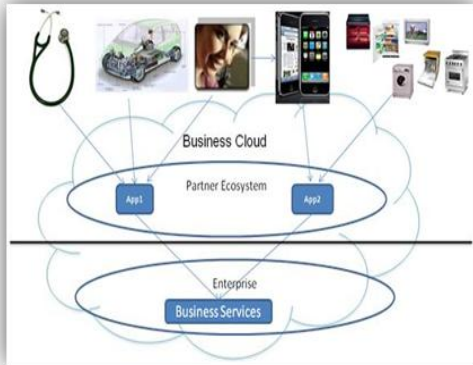 Business Cloud
Partner Ecosystem
App1
App2
Enterprise
Business Services